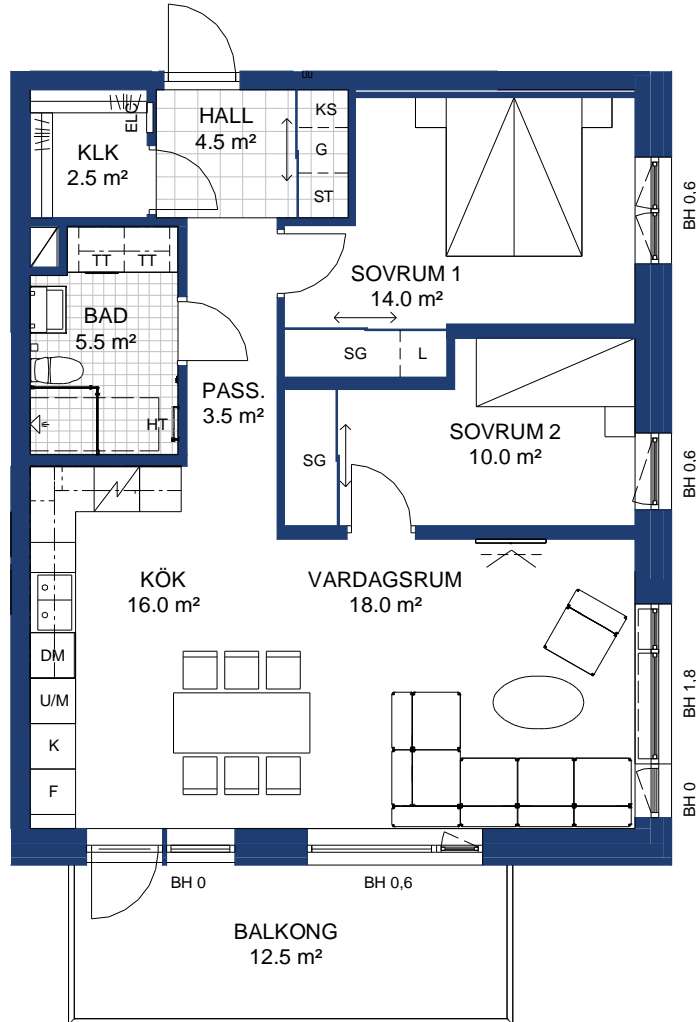 HALL
4.5 m²
KS
G
ST
ELC
KLK
2.5 m²
BH 0,6
SOVRUM 1
14.0 m²
TT
TT
BAD
5.5 m²
SG
L
PASS.
3.5 m²
HT
SG
SOVRUM 2
10.0 m²
BH 0,6
KÖK
16.0 m²
VARDAGSRUM
18.0 m²
DM
U/M
K
F
BH 1,8
BH 0
BH 0
BH 0,6
BALKONG
12.5 m²